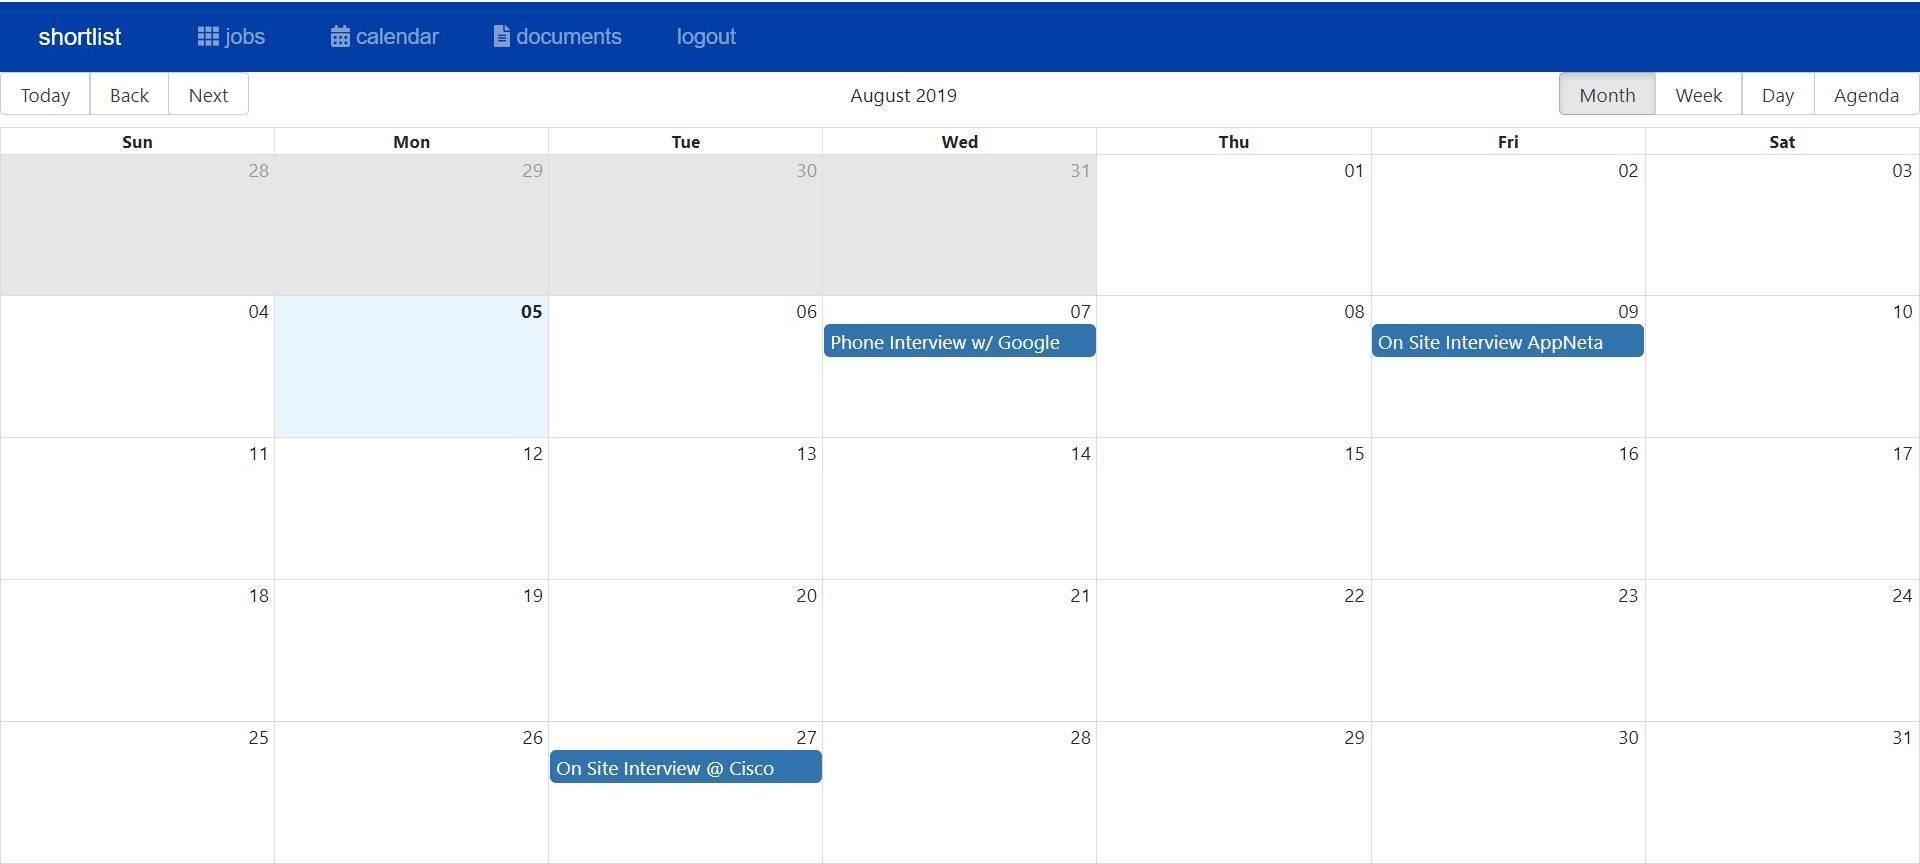 shortlist jobs calendar documents logout
Today Back Next August 2019 Month Week Day Agenda
Sun Mon Tue Wed Thu Fri Sat
28 29 30 31 01 02 03
04 05 06 07 08 09 10
Phone Interview w/ Google On Site Interview AppNeta
11 12 13 14 15 16 17
18 19 20 21 22 23 24
25 26 27 28 29 30 31
On Site Interview @ Cisco